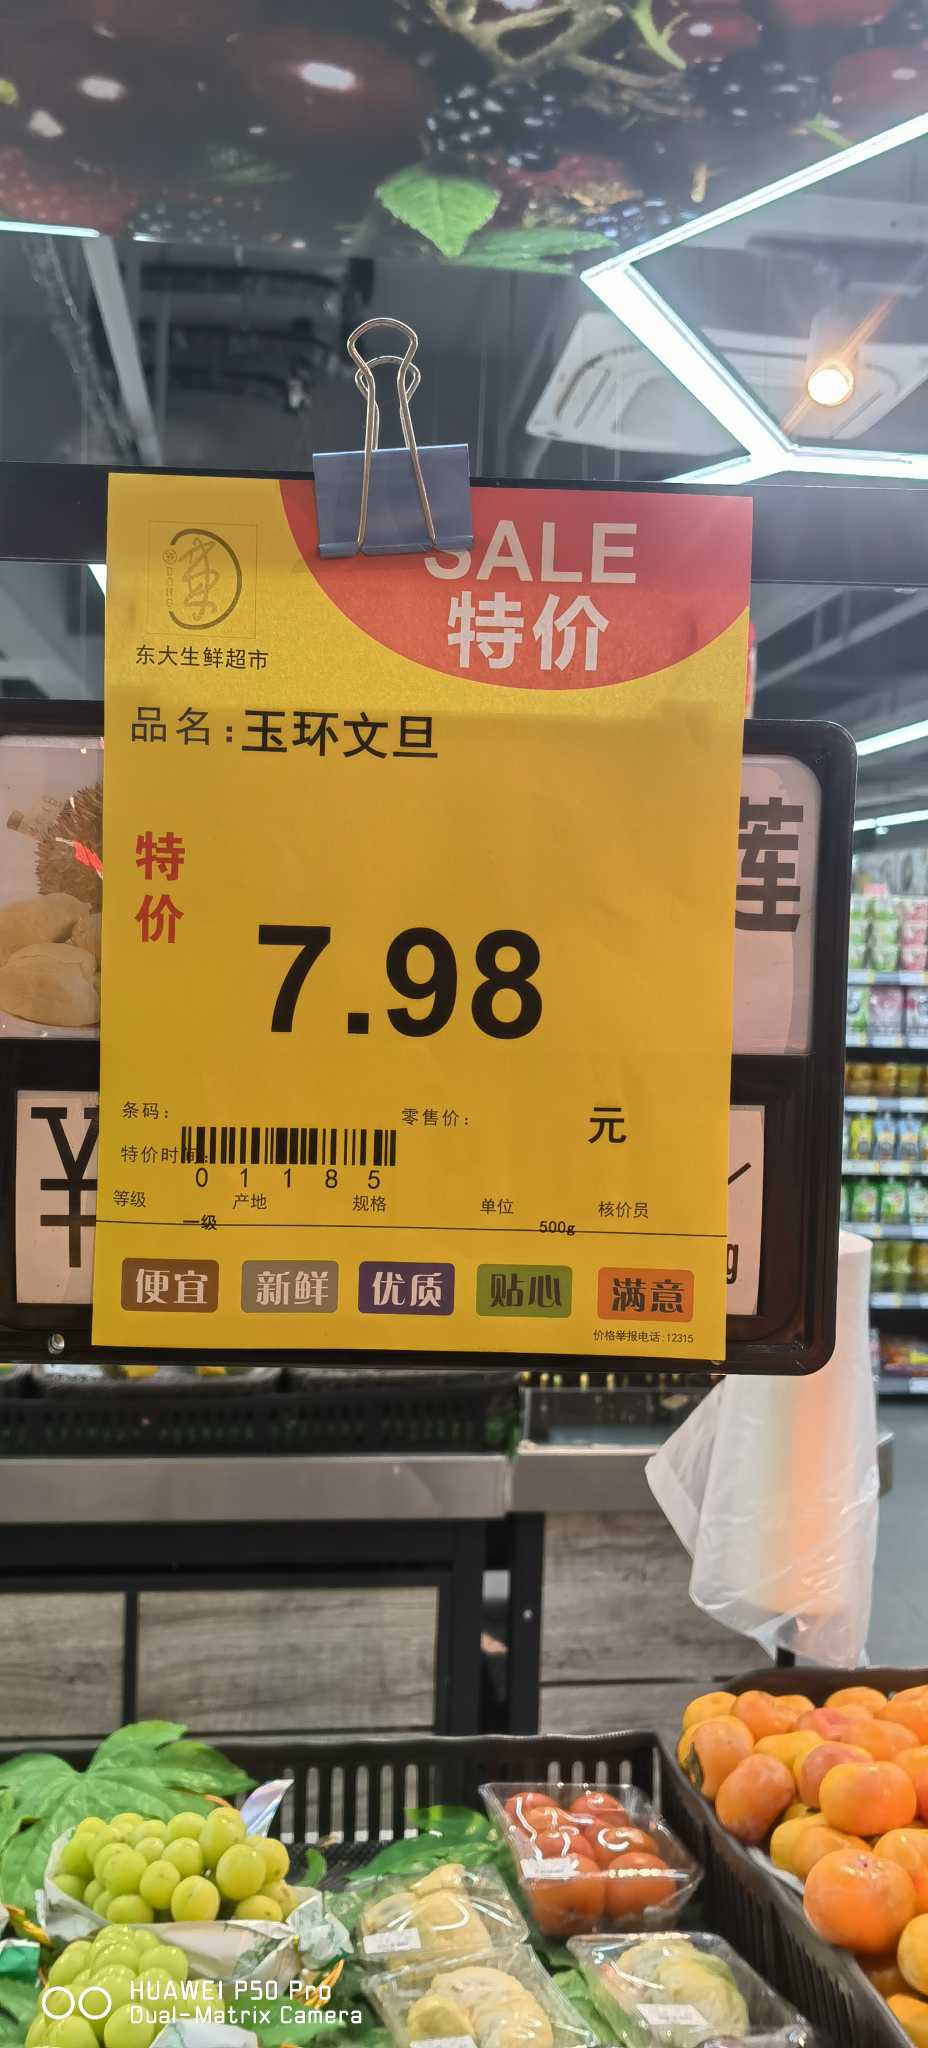 SALE
特价
DONG
东大生鲜超市
品名:玉环文旦
特
价
7.98
莲
条码:
零售价:
元
特价时间:
01185
等级
产地
规格
单位
核价员
一级
500g
¥
g
便宜
新鲜
优质
贴心
满意
价格举报电话:12315
HUAWEI P50 Pro
Dual-Matrix Camera